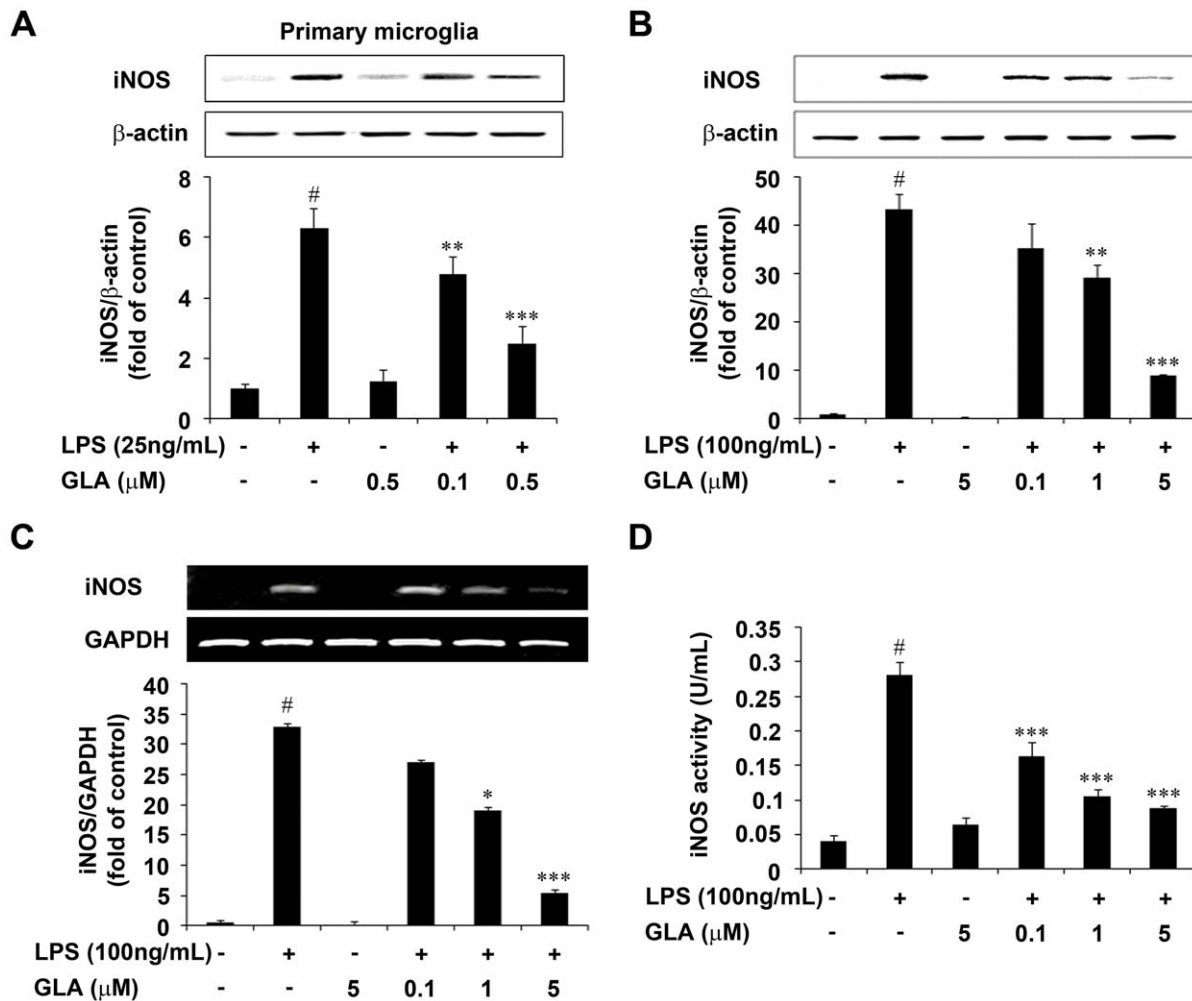 A
Primary microglia
iNOS
β-actin
iNOS/β-actin
(fold of control)
8
6
4
2
0
#
**
***
LPS (25ng/mL) - + - + +
GLA (μM) - - 0.5 0.1 0.5
B
iNOS
β-actin
iNOS/β-actin
(fold of control)
50
40
30
20
10
0
#
**
***
LPS (100ng/mL) - + - + + +
GLA (μM) - - 5 0.1 1 5
C
iNOS
GAPDH
iNOS/GAPDH
(fold of control)
40
35
30
25
20
15
10
5
0
#
*
***
LPS (100ng/mL) - + - + + +
GLA (μM) - - 5 0.1 1 5
D
iNOS activity (U/mL)
0.35
0.3
0.25
0.2
0.15
0.1
0.05
0
#
***
***
***
LPS (100ng/mL) - + - + + +
GLA (μM) - - 5 0.1 1 5